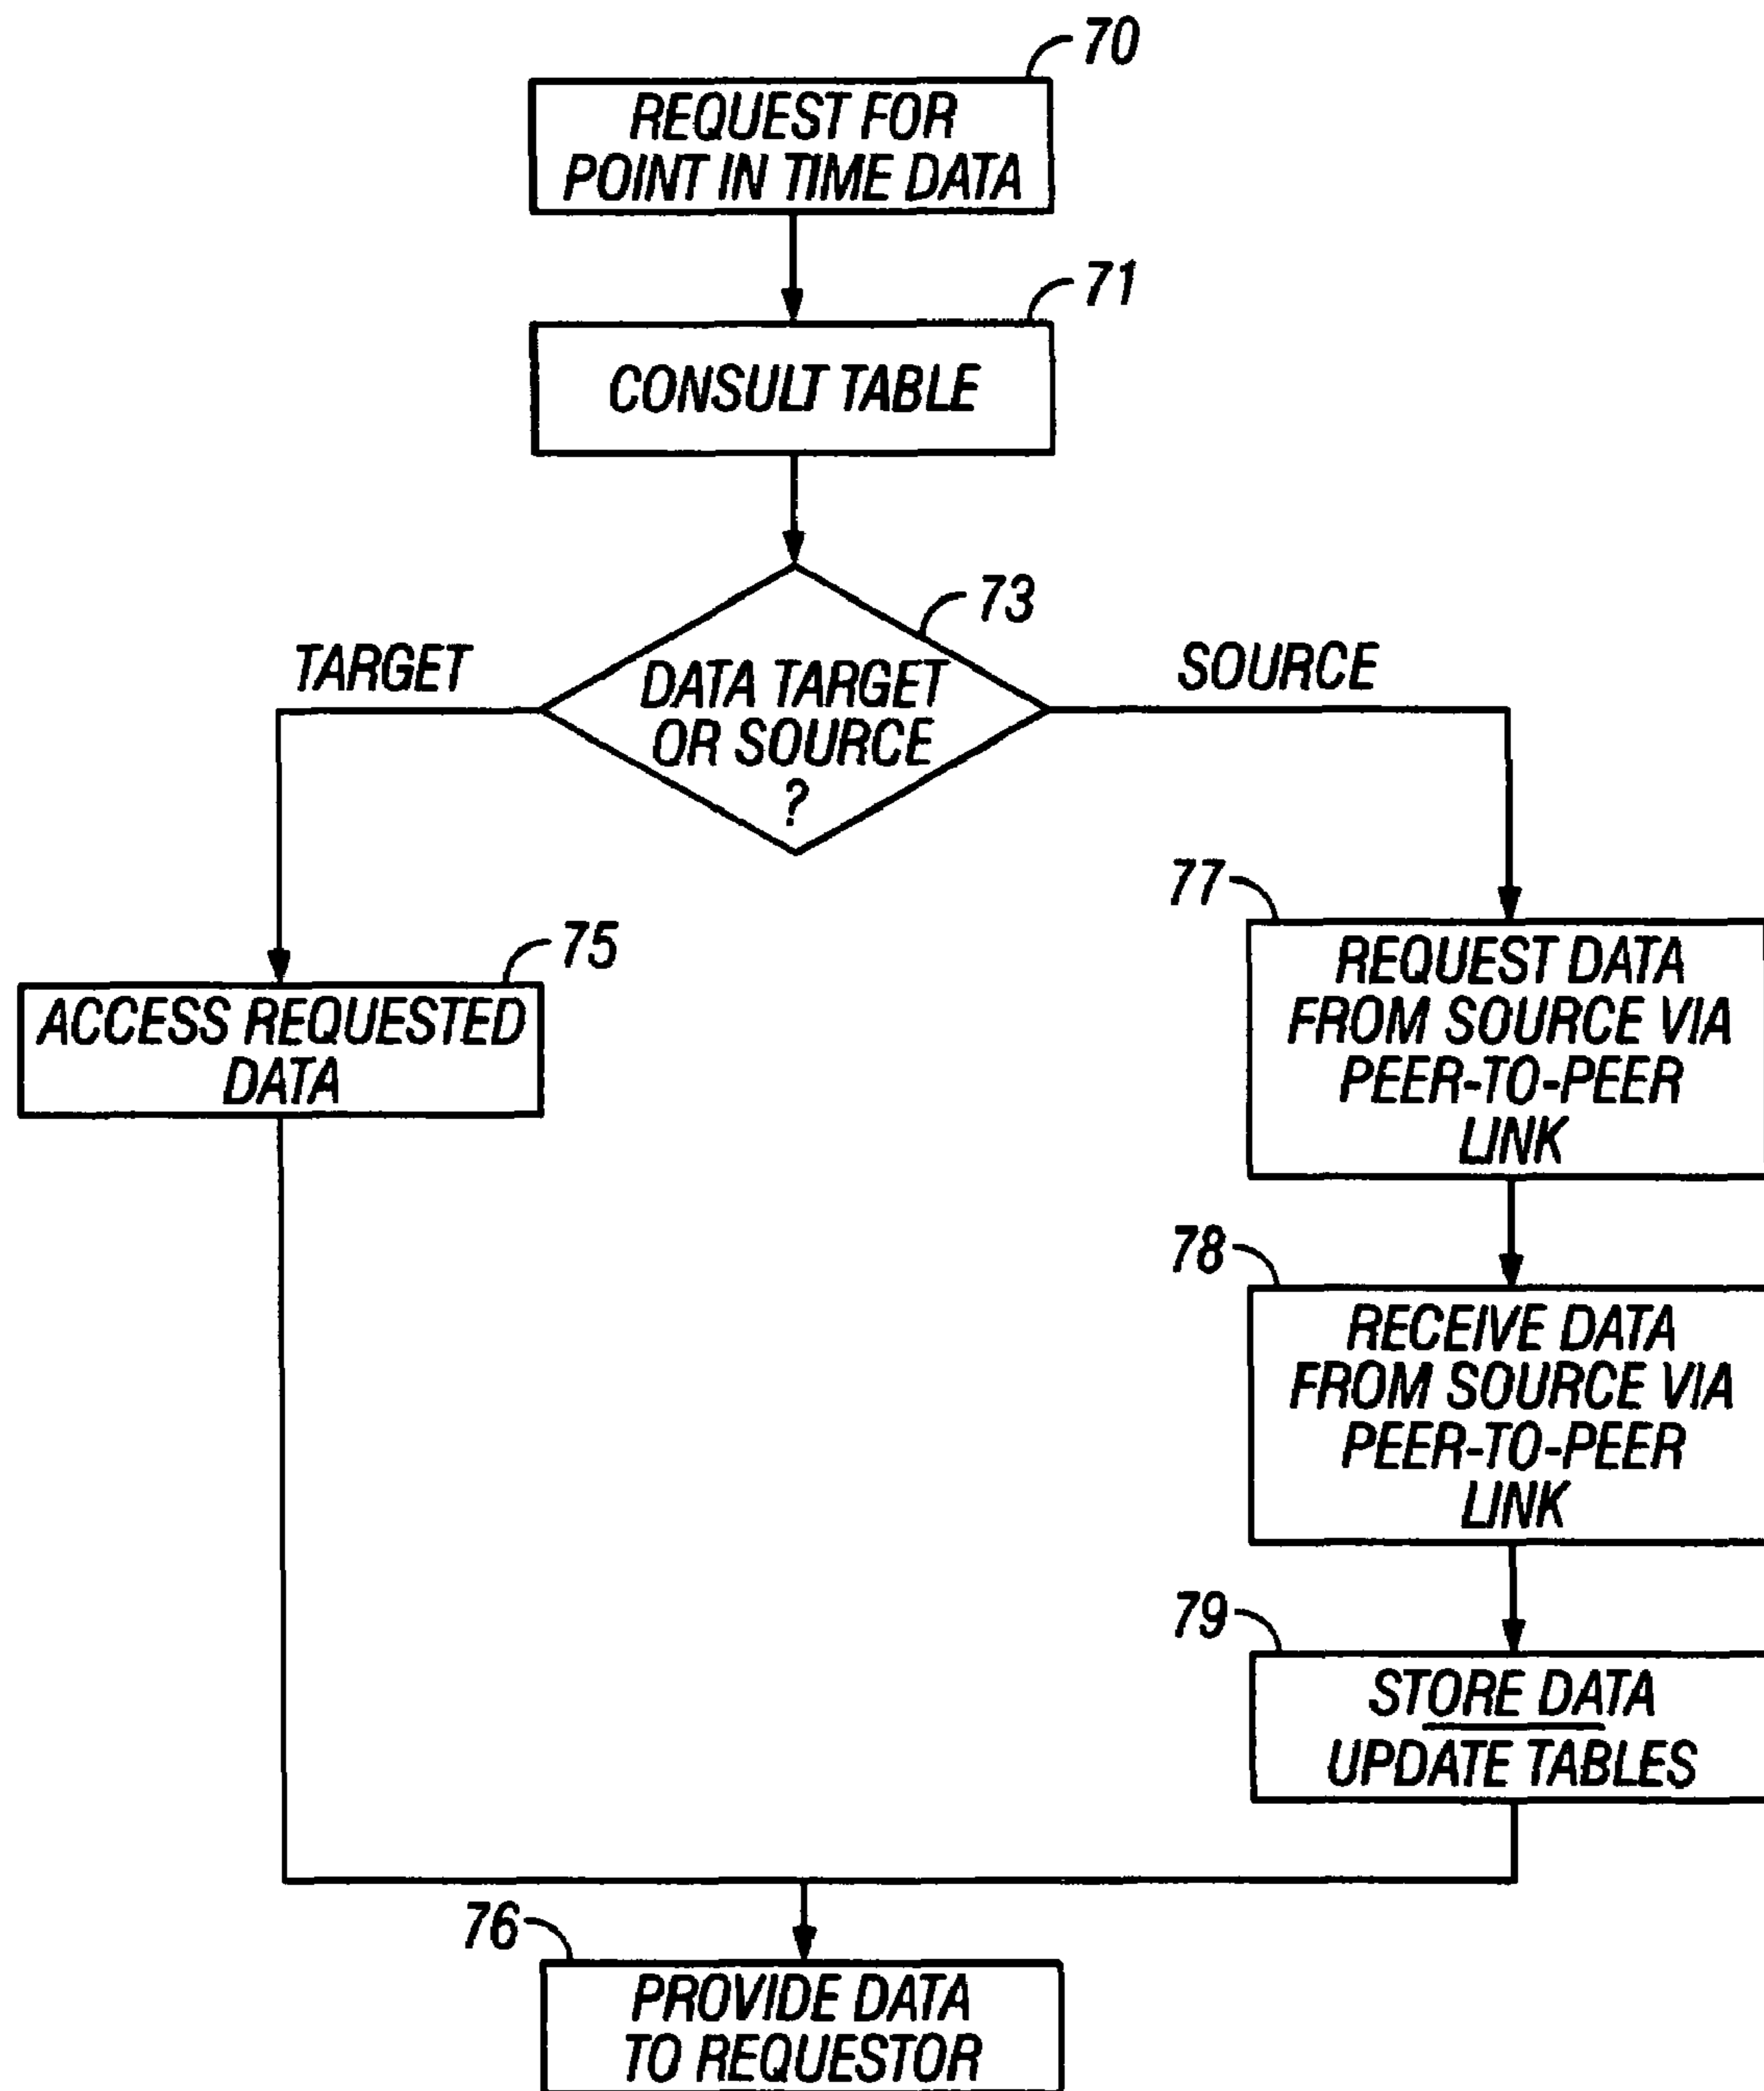 70
REQUEST FOR
POINT IN TIME DATA
71
CONSULT TABLE
73
TARGET
DATA TARGET
OR SOURCE
?
SOURCE
75
ACCESS REQUESTED
DATA
77
REQUEST DATA
FROM SOURCE VIA
PEER-TO-PEER
LINK
78
RECEIVE DATA
FROM SOURCE VIA
PEER-TO-PEER
LINK
79
STORE DATA
UPDATE TABLES
76
PROVIDE DATA
TO REQUESTOR